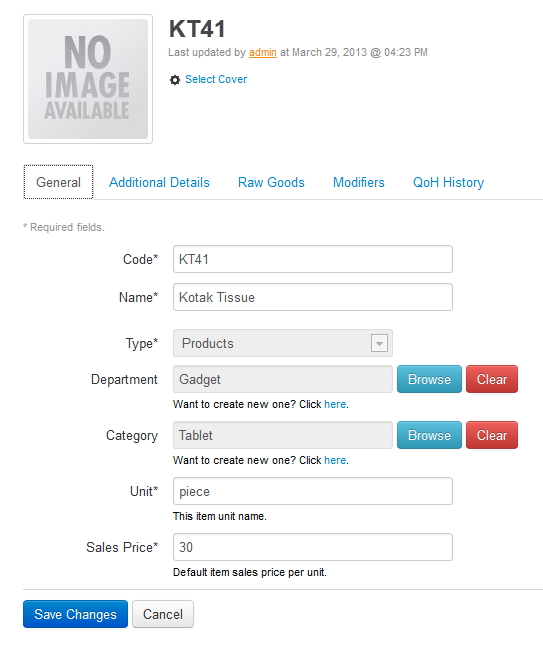 NO
IMAGE
AVAILABLE
KT41
Last updated by admin at March 29, 2013 @ 04:23 PM
Select Cover
General Additional Details Raw Goods Modifiers QoH History
* Required fields.
Code* KT41
Name* Kotak Tissue
Type* Products
Department Gadget Browse Clear
Want to create new one? Click here.
Category Tablet Browse Clear
Want to create new one? Click here.
Unit* piece
This item unit name.
Sales Price* 30
Default item sales price per unit.
Save Changes Cancel